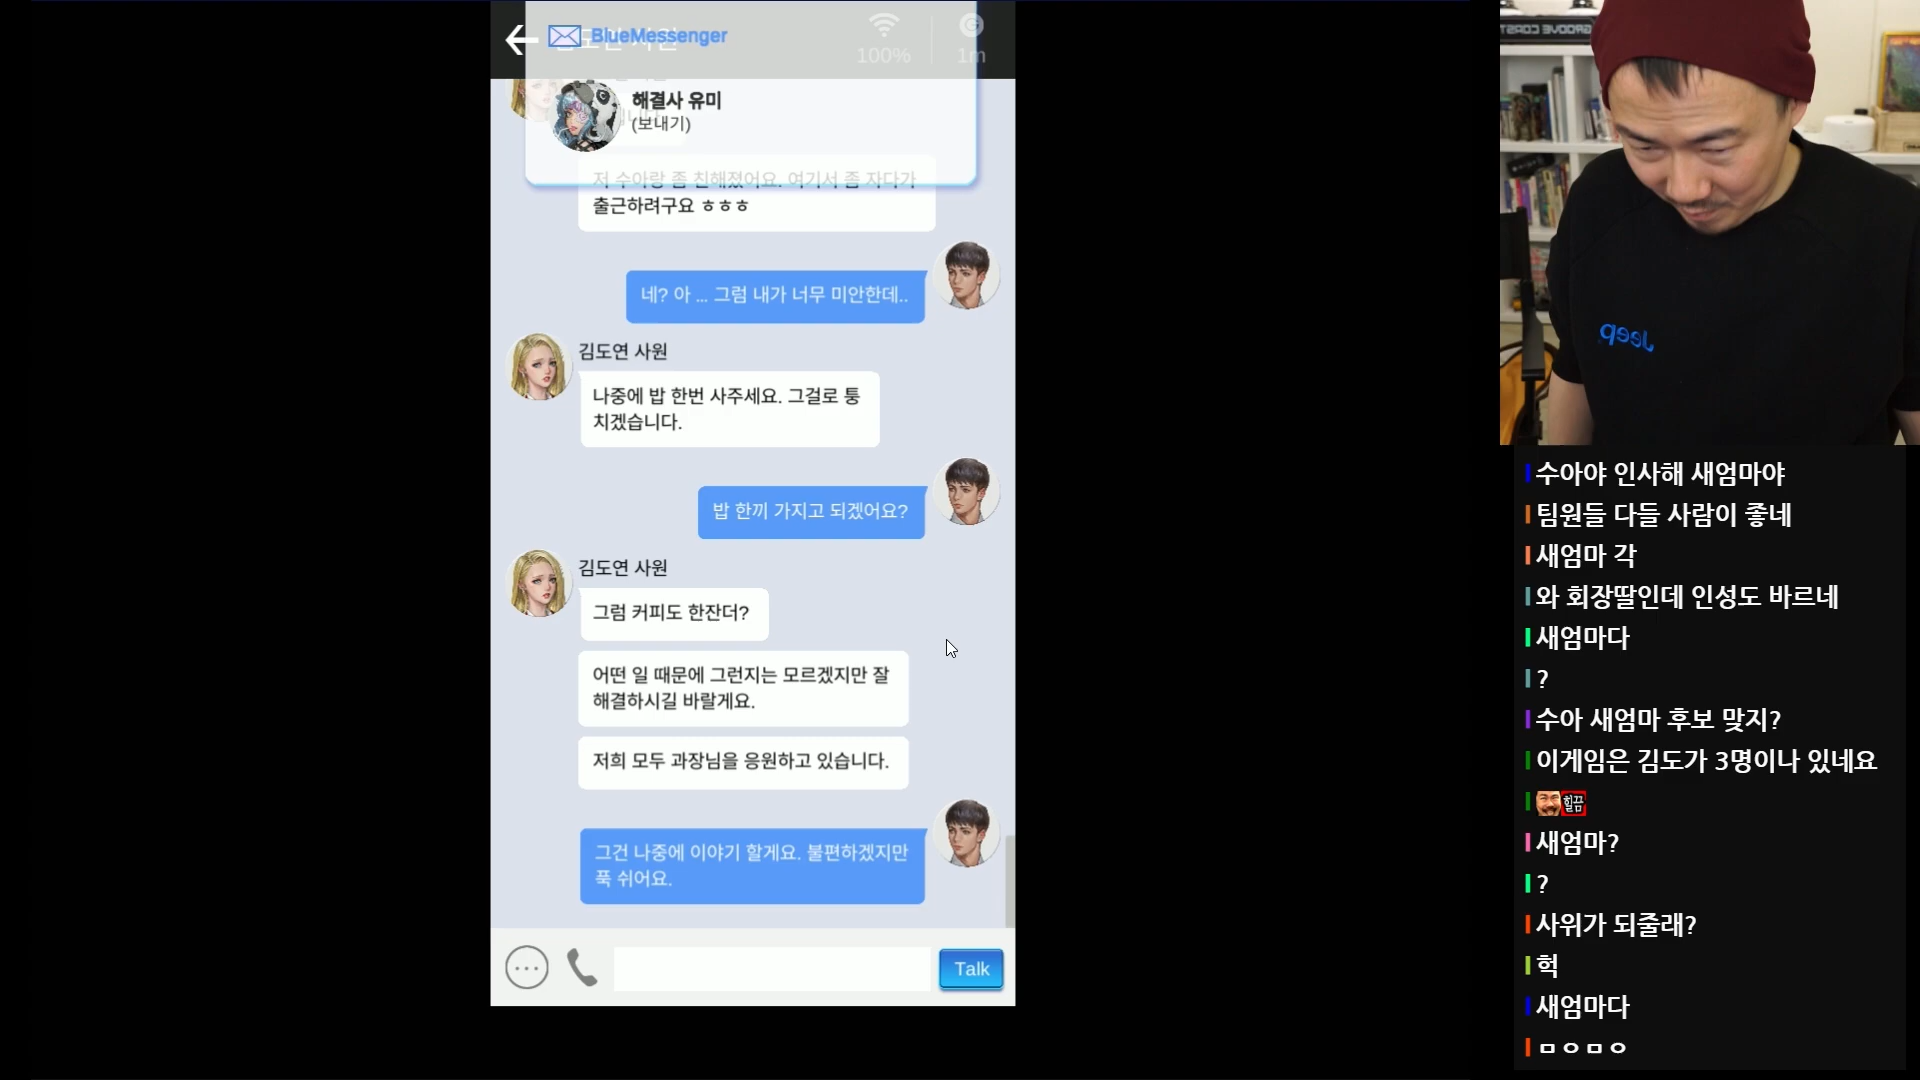 BlueMessenger
100%
1m
해결사 유미
(보내기)
저 수아랑 좀 친해졌어요. 여기서 좀 자다가
출근하려구요 ㅎㅎㅎ
네? 아 ... 그럼 내가 너무 미안한데..
김도연 사원
나중에 밥 한번 사주세요. 그걸로 퉁
치겠습니다.
밥 한끼 가지고 되겠어요?
김도연 사원
그럼 커피도 한잔더?
어떤 일 때문에 그런지는 모르겠지만 잘
해결하시길 바랄게요.
저희 모두 과장님을 응원하고 있습니다.
그건 나중에 이야기 할게요. 불편하겠지만
푹 쉬어요.
Talk
GROOVE COAST
Jeep
수아야 인사해 새엄마야
팀원들 다들 사람이 좋네
새엄마 각
와 회장딸인데 인성도 바르네
새엄마다
?
수아 새엄마 후보 맞지?
이게임은 김도가 3명이나 있네요
힐끔
새엄마?
?
사위가 되줄래?
헉
새엄마다
ㅁㅇㅁㅇ